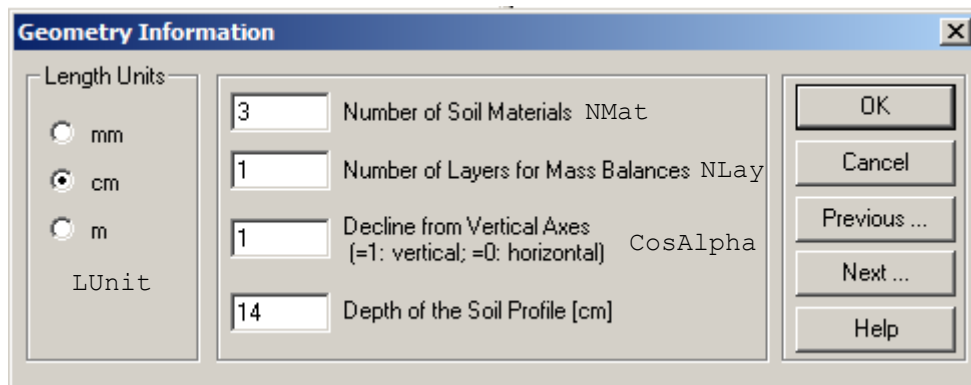 Geometry Information
Length Units
mm
cm
m
LUnit
3 Number of Soil Materials NMat
1 Number of Layers for Mass Balances NLay
1 Decline from Vertical Axes
(=1: vertical; =0: horizontal) CosAlpha
14 Depth of the Soil Profile [cm]
OK
Cancel
Previous ...
Next ...
Help